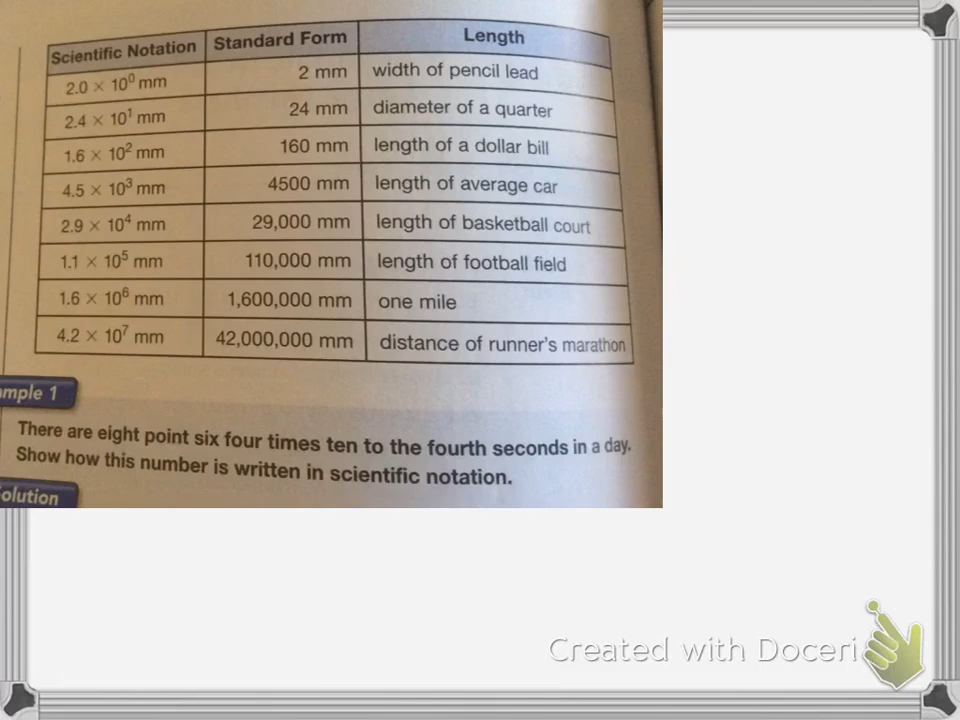 Scientific Notation Standard Form Length
2.0 × 10⁰ mm 2 mm width of pencil lead
2.4 × 10¹ mm 24 mm diameter of a quarter
1.6 × 10² mm 160 mm length of a dollar bill
4.5 × 10³ mm 4500 mm length of average car
2.9 × 10⁴ mm 29,000 mm length of basketball court
1.1 × 10⁵ mm 110,000 mm length of football field
1.6 × 10⁶ mm 1,600,000 mm one mile
4.2 × 10⁷ mm 42,000,000 mm distance of runner's marathon
mple 1
There are eight point six four times ten to the fourth seconds in a day.
Show how this number is written in scientific notation.
olution
Created with Doceri